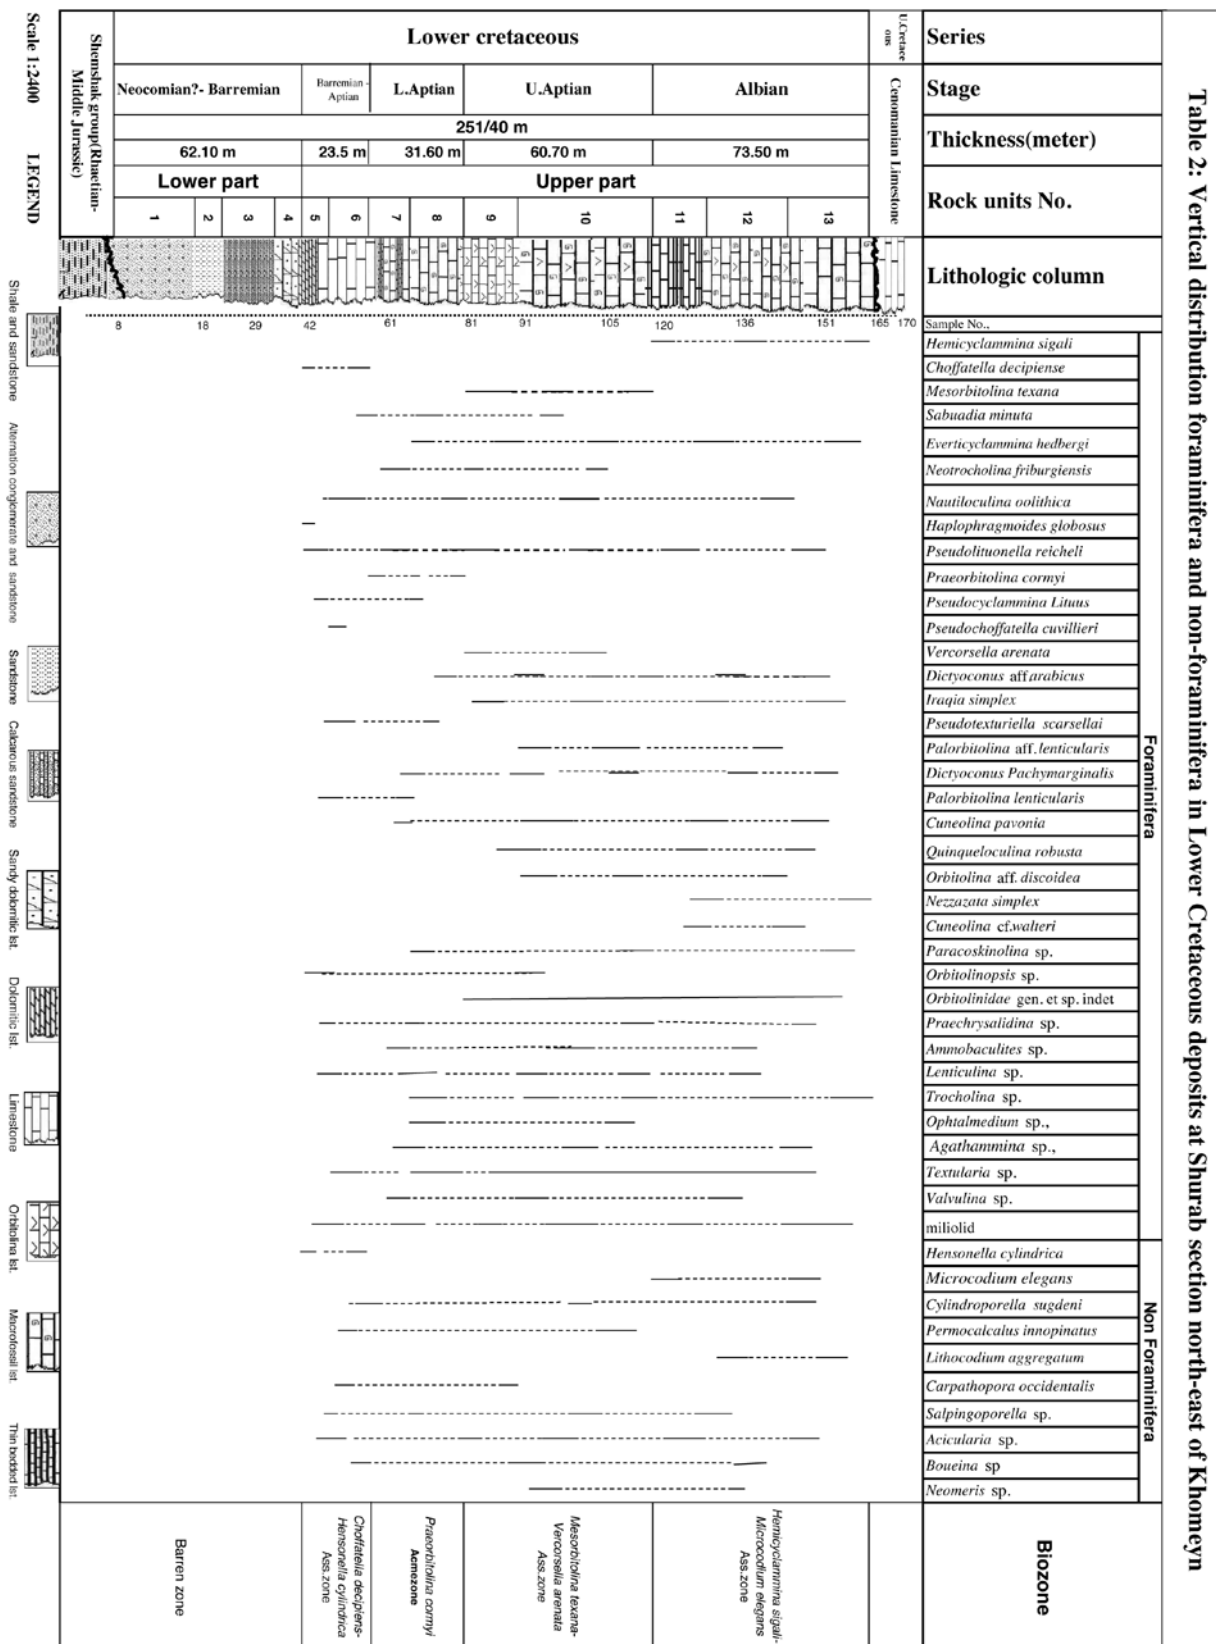 Table 2: Vertical distribution foraminifera and non-foraminifera in Lower Cretaceous deposits at Shurab section north-east of Khomeyn
Series
U.Cretace
ous
Lower cretaceous
Stage
Cenomanian Limestone
Albian
U.Aptian
L.Aptian
Barremian -
Aptian
Neocomian?- Barremian
Shemshak group(Rhaetian-
Middle Jurassic)
Thickness(meter)
251/40 m
73.50 m
60.70 m
31.60 m
23.5 m
62.10 m
Rock units No.
Upper part
Lower part
13
12
11
10
9
8
7
6
5
4
3
2
1
Lithologic column
Sample No.,
170
165
151
136
120
105
91
81
61
42
29
18
8
Foraminifera
Hemicyclammina sigali
Choffatella decipiense
Mesorbitolina texana
Sabuadia minuta
Everticyclammina hedbergi
Neotrocholina friburgiensis
Nautiloculina oolithica
Haplophragmoides globosus
Pseudolituonella reicheli
Praeorbitolina cormyi
Pseudocyclammina Lituus
Pseudochoffatella cuvillieri
Vercorsella arenata
Dictyoconus aff.arabicus
Iraqia simplex
Pseudotexturiella scarsellai
Palorbitolina aff.lenticularis
Dictyoconus Pachymarginalis
Palorbitolina lenticularis
Cuneolina pavonia
Quinqueloculina robusta
Orbitolina aff.discoidea
Nezzazata simplex
Cuneolina cf.walteri
Paracoskinolina sp.
Orbitolinopsis sp.
Orbitolinidae gen. et sp. indet
Praechrysalidina sp.
Ammobaculites sp.
Lenticulina sp.
Trocholina sp.
Ophtalmedium sp.,
Agathammina sp.,
Textularia sp.
Valvulina sp.
miliolid
Non Foraminifera
Hensonella cylindrica
Microcodium elegans
Cylindroporella sugdeni
Permocalcalus innopinatus
Lithocodium aggregatum
Carpathopora occidentalis
Salpingoporella sp.
Acicularia sp.
Boueina sp
Neomeris sp.
Biozone
Hemicyclammina sigali-
Microcodium elegans
Ass.zone
Mesorbitolina texana-
Vercorsella arenata
Ass.zone
Praeorbitolina cormyi
Acmezone
Choffatella decipiens-
Hensonella cylindrica
Ass.zone
Barren zone
Scale 1:2400
LEGEND
Shale and sandstone
Alternation conglomerate and sandstone
Sandstone
Calcarous sandstone
Sandy dolomitic lst.
Dolomitic lst.
Limestone
Orbitolina lst.
Macrofossil lst.
Thin bedded lst.